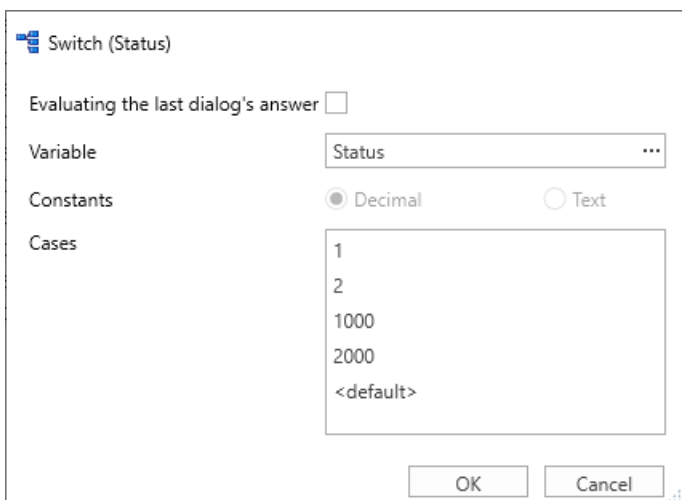 Switch (Status)
Evaluating the last dialog's answer
Variable Status ...
Constants Decimal Text
Cases
1
2
1000
2000
<default>
OK Cancel